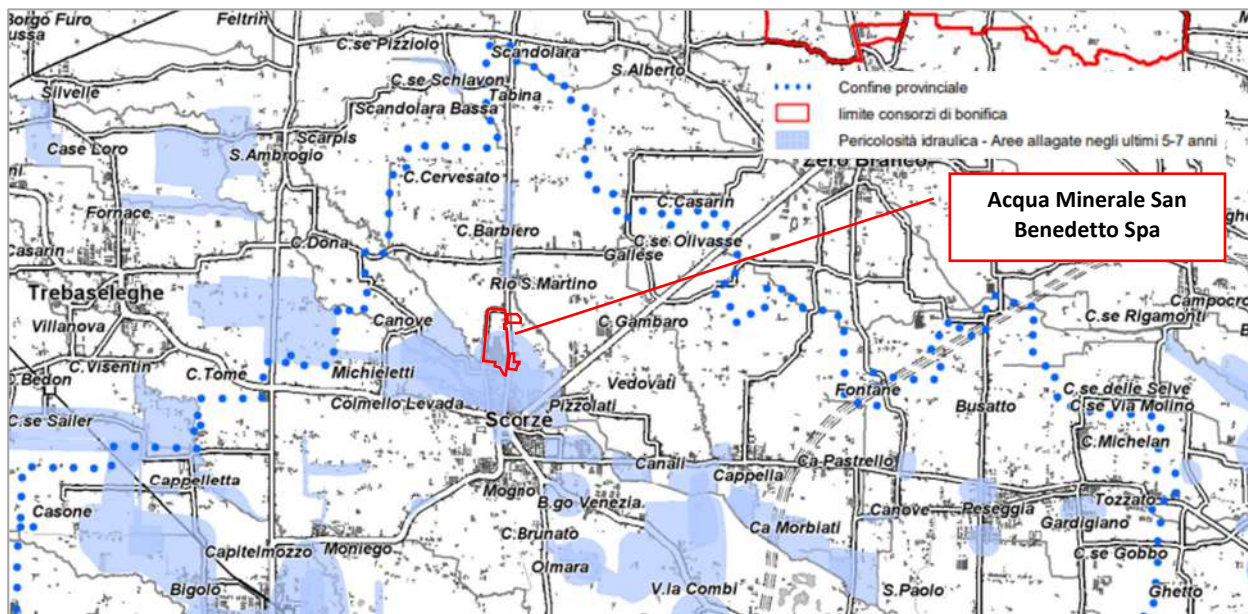 Borgo Furo
Feltrin
ussa
C.se Pizziolo
Scandolara
S.Alberto
Silvelle
C.se Schiavon
Tabina
Scandolara Bassa
Confine provinciale
limite consorzi di bonifica
Pericolosità idraulica - Aree allagate negli ultimi 5-7 anni
Case Loro
Scarpis
S.Ambrogio
Zero Branco
C.Cervesato
C.Casarin
Acqua Minerale San
Benedetto Spa
Fornace
Casarin
C.Dona
C.Barbiero
C.se Olivasse
Gallese
Trebaseleghe
Rio S.Martino
Campocro
Villanova
Canove
C.Gambaro
C.se Rigamonti
C.Visentin
C.Bedon
C.Tome
Michieletti
Vedovati
Fontane
C.se delle Selve
C.se Sailer
Colmello Levada
Pizzolati
Busatto
C.se Via Molino
Scorze
C.Michelan
Canali
Cappella
Ca Pastrello
Cappelletta
Mogno
B.go Venezia.
Tozzato
Casone
Canove
Peseggia
Gardigiano
Ca Morbiati
C.Brunato
Capitelmozzo
Moniego
Olmara
C.se Gobbo
Bigolo
V.la Combi
S.Paolo
Ghetto